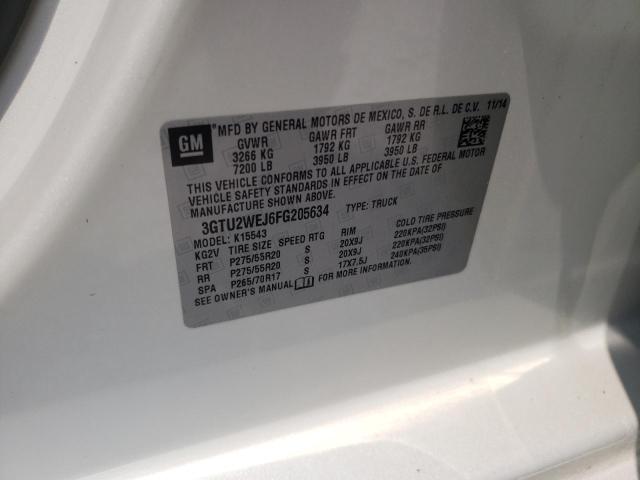 GM
MFD BY GENERAL MOTORS DE MEXICO, S. DE R.L. DE C.V. 11/14
GVWR GAWR FRT GAWR RR
3266 KG 1792 KG 1792 KG
7200 LB 3950 LB 3950 LB
THIS VEHICLE CONFORMS TO ALL APPLICABLE U.S. FEDERAL MOTOR
VEHICLE SAFETY STANDARDS IN EFFECT ON THE DATE OF
MANUFACTURE SHOWN ABOVE.
3GTU2WEJ6FG205634 TYPE: TRUCK
MODEL: K15543
KG2V TIRE SIZE SPEED RTG RIM COLD TIRE PRESSURE
FRT P275/55R20 S 20X9J 220KPA(32PSI)
RR P275/55R20 S 20X9J 220KPA(32PSI)
SPA P265/70R17 S 17X7.5J 240KPA(35PSI)
SEE OWNER'S MANUAL FOR MORE INFORMATION.